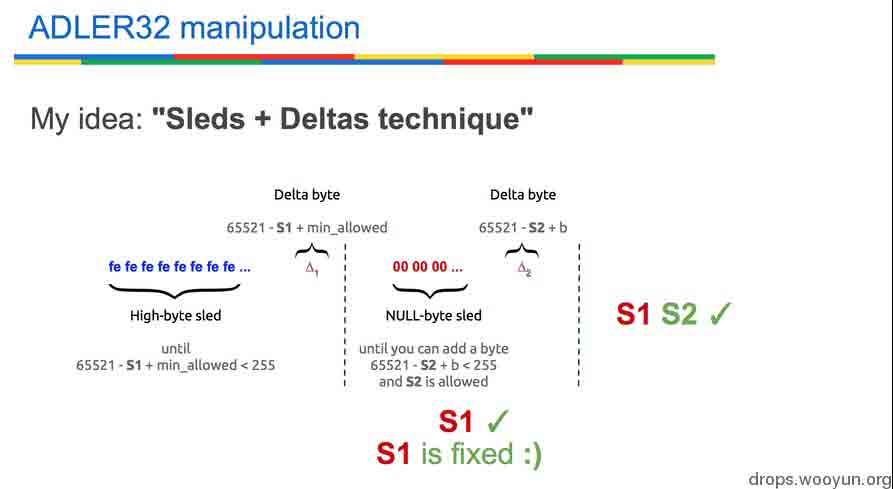 ADLER32 manipulation
My idea: "Sleds + Deltas technique"
Delta byte
65521 - S1 + min_allowed
Delta byte
65521 - S2 + b
fe fe fe fe fe fe fe fe ...
Δ1
00 00 00 ...
Δ2
High-byte sled
until
65521 - S1 + min_allowed < 255
NULL-byte sled
until you can add a byte
65521 - S2 + b < 255
and S2 is allowed
S1 S2 ✓
S1 ✓
S1 is fixed :)
drops.wooyun.org